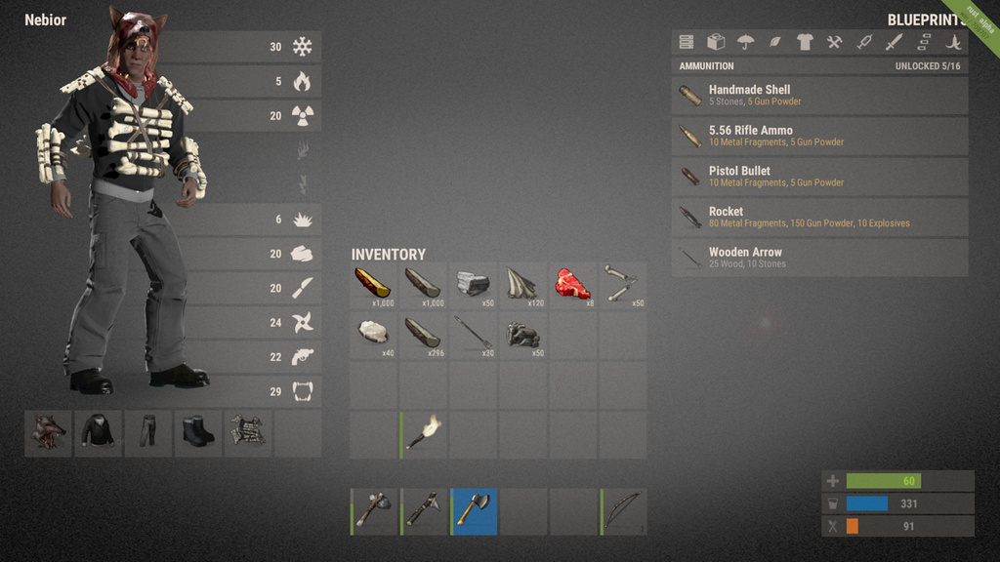 Nebior
30
5
20
6
20
20
24
22
29
INVENTORY
x1,000
x1,000
x50
x120
x8
x50
x40
x296
x30
x50
1
BLUEPRINTS
rust alpha
AMMUNITION
UNLOCKED 5/16
Handmade Shell
5 Stones, 5 Gun Powder
5.56 Rifle Ammo
10 Metal Fragments, 5 Gun Powder
Pistol Bullet
10 Metal Fragments, 5 Gun Powder
Rocket
80 Metal Fragments, 150 Gun Powder, 10 Explosives
Wooden Arrow
25 Wood, 10 Stones
60
331
91